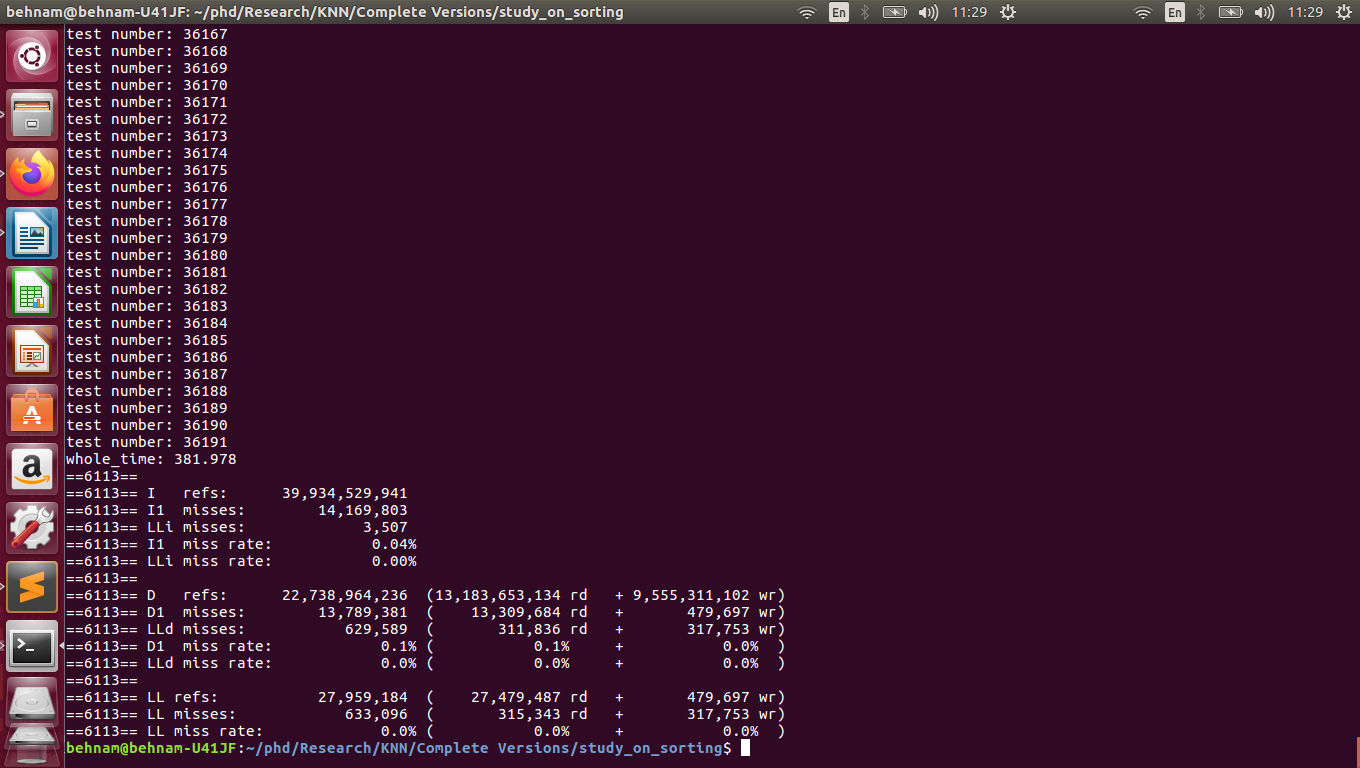 behnam@behnam-U41JF: ~/phd/Research/KNN/Complete Versions/study_on_sorting En 11:29 En 11:29
test number: 36167
test number: 36168
test number: 36169
test number: 36170
test number: 36171
test number: 36172
test number: 36173
test number: 36174
test number: 36175
test number: 36176
test number: 36177
test number: 36178
test number: 36179
test number: 36180
test number: 36181
test number: 36182
test number: 36183
test number: 36184
test number: 36185
test number: 36186
test number: 36187
test number: 36188
test number: 36189
test number: 36190
test number: 36191
whole_time: 381.978
==6113==
==6113== I   refs:      39,934,529,941
==6113== I1  misses:        14,169,803
==6113== LLi misses:             3,507
==6113== I1  miss rate:           0.04%
==6113== LLi miss rate:           0.00%
==6113==
==6113== D   refs:      22,738,964,236  (13,183,653,134 rd   + 9,555,311,102 wr)
==6113== D1  misses:        13,789,381  (    13,309,684 rd   +       479,697 wr)
==6113== LLd misses:           629,589  (       311,836 rd   +       317,753 wr)
==6113== D1  miss rate:            0.1% (           0.1%     +           0.0%  )
==6113== LLd miss rate:            0.0% (           0.0%     +           0.0%  )
==6113==
==6113== LL refs:           27,959,184  (    27,479,487 rd   +       479,697 wr)
==6113== LL misses:            633,096  (       315,343 rd   +       317,753 wr)
==6113== LL miss rate:             0.0% (           0.0%     +           0.0%  )
behnam@behnam-U41JF:~/phd/Research/KNN/Complete Versions/study_on_sorting$